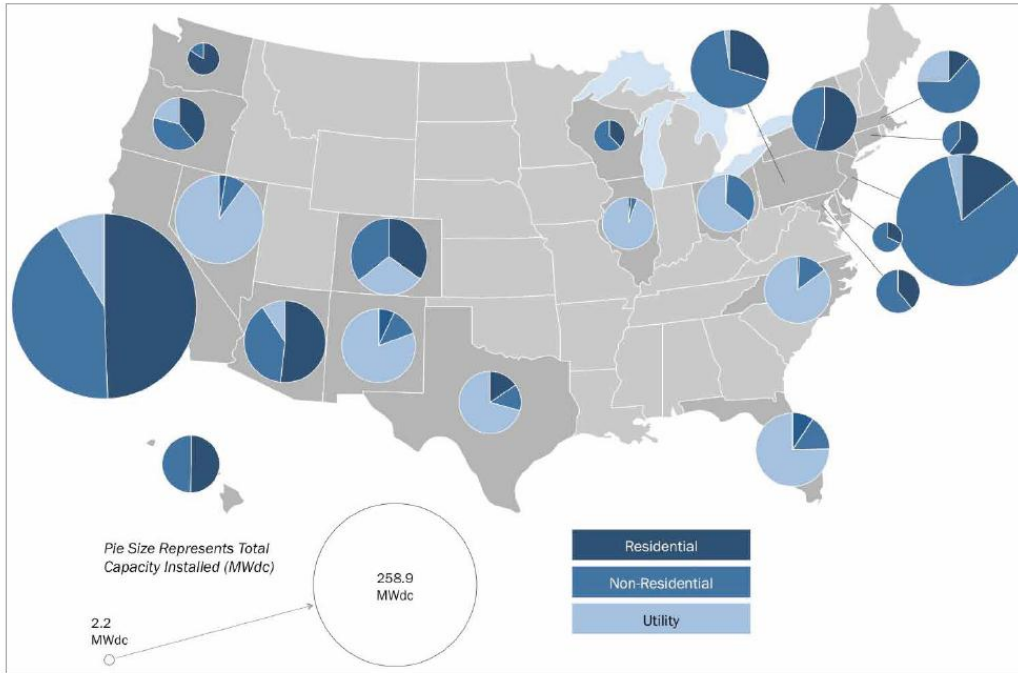 Pie Size Represents Total
Capacity Installed (MWdc)
258.9
MWdc
2.2
MWdc
Residential
Non-Residential
Utility